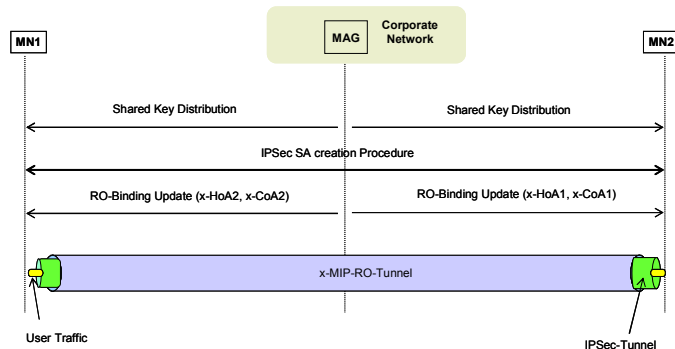 Corporate
Network
MN1
MAG
MN2
Shared Key Distribution
Shared Key Distribution
IPSec SA creation Procedure
RO-Binding Update (x-HoA2, x-CoA2)
RO-Binding Update (x-HoA1, x-CoA1)
x-MIP-RO-Tunnel
User Traffic
IPSec-Tunnel